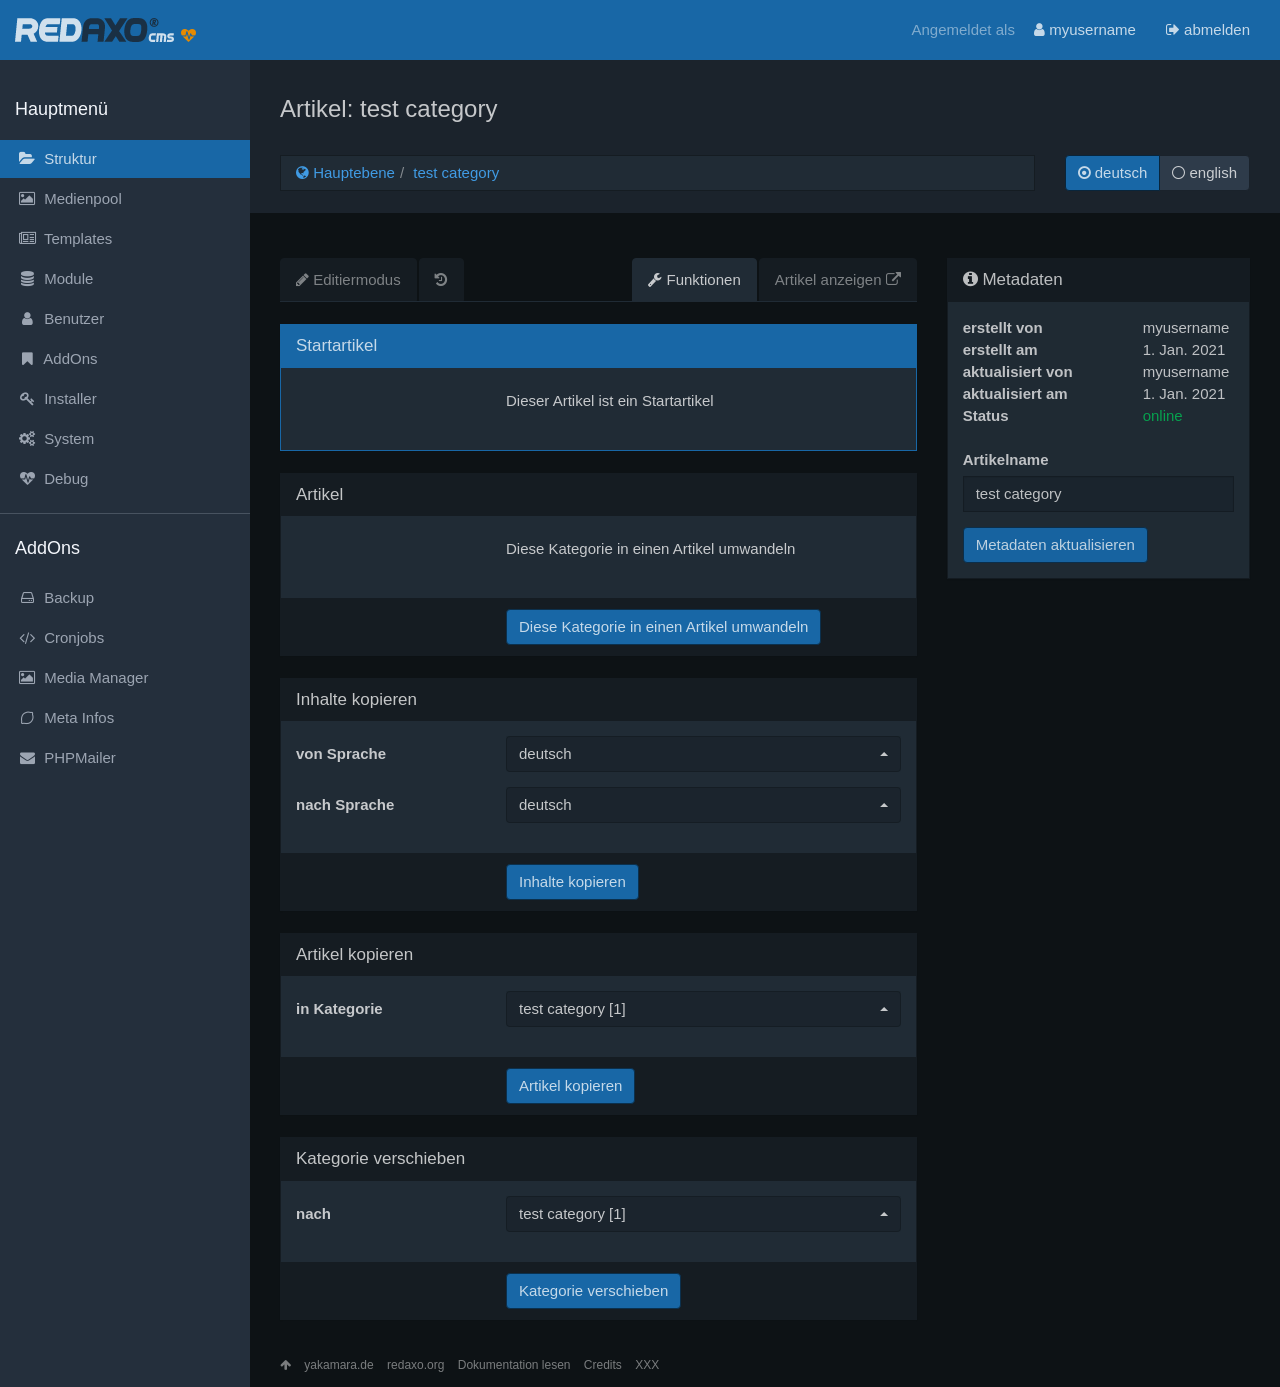 REDAXO® cms
Angemeldet als myusername abmelden
Hauptmenü
Struktur
Medienpool
Templates
Module
Benutzer
AddOns
Installer
System
Debug
AddOns
Backup
Cronjobs
Media Manager
Meta Infos
PHPMailer
Artikel: test category
Hauptebene / test category
deutsch english
Editiermodus
Funktionen Artikel anzeigen
Startartikel
Dieser Artikel ist ein Startartikel
Artikel
Diese Kategorie in einen Artikel umwandeln
Diese Kategorie in einen Artikel umwandeln
Inhalte kopieren
von Sprache deutsch
nach Sprache deutsch
Inhalte kopieren
Artikel kopieren
in Kategorie test category [1]
Artikel kopieren
Kategorie verschieben
nach test category [1]
Kategorie verschieben
Metadaten
erstellt von myusername
erstellt am 1. Jan. 2021
aktualisiert von myusername
aktualisiert am 1. Jan. 2021
Status online
Artikelname
test category
Metadaten aktualisieren
yakamara.de redaxo.org Dokumentation lesen Credits XXX